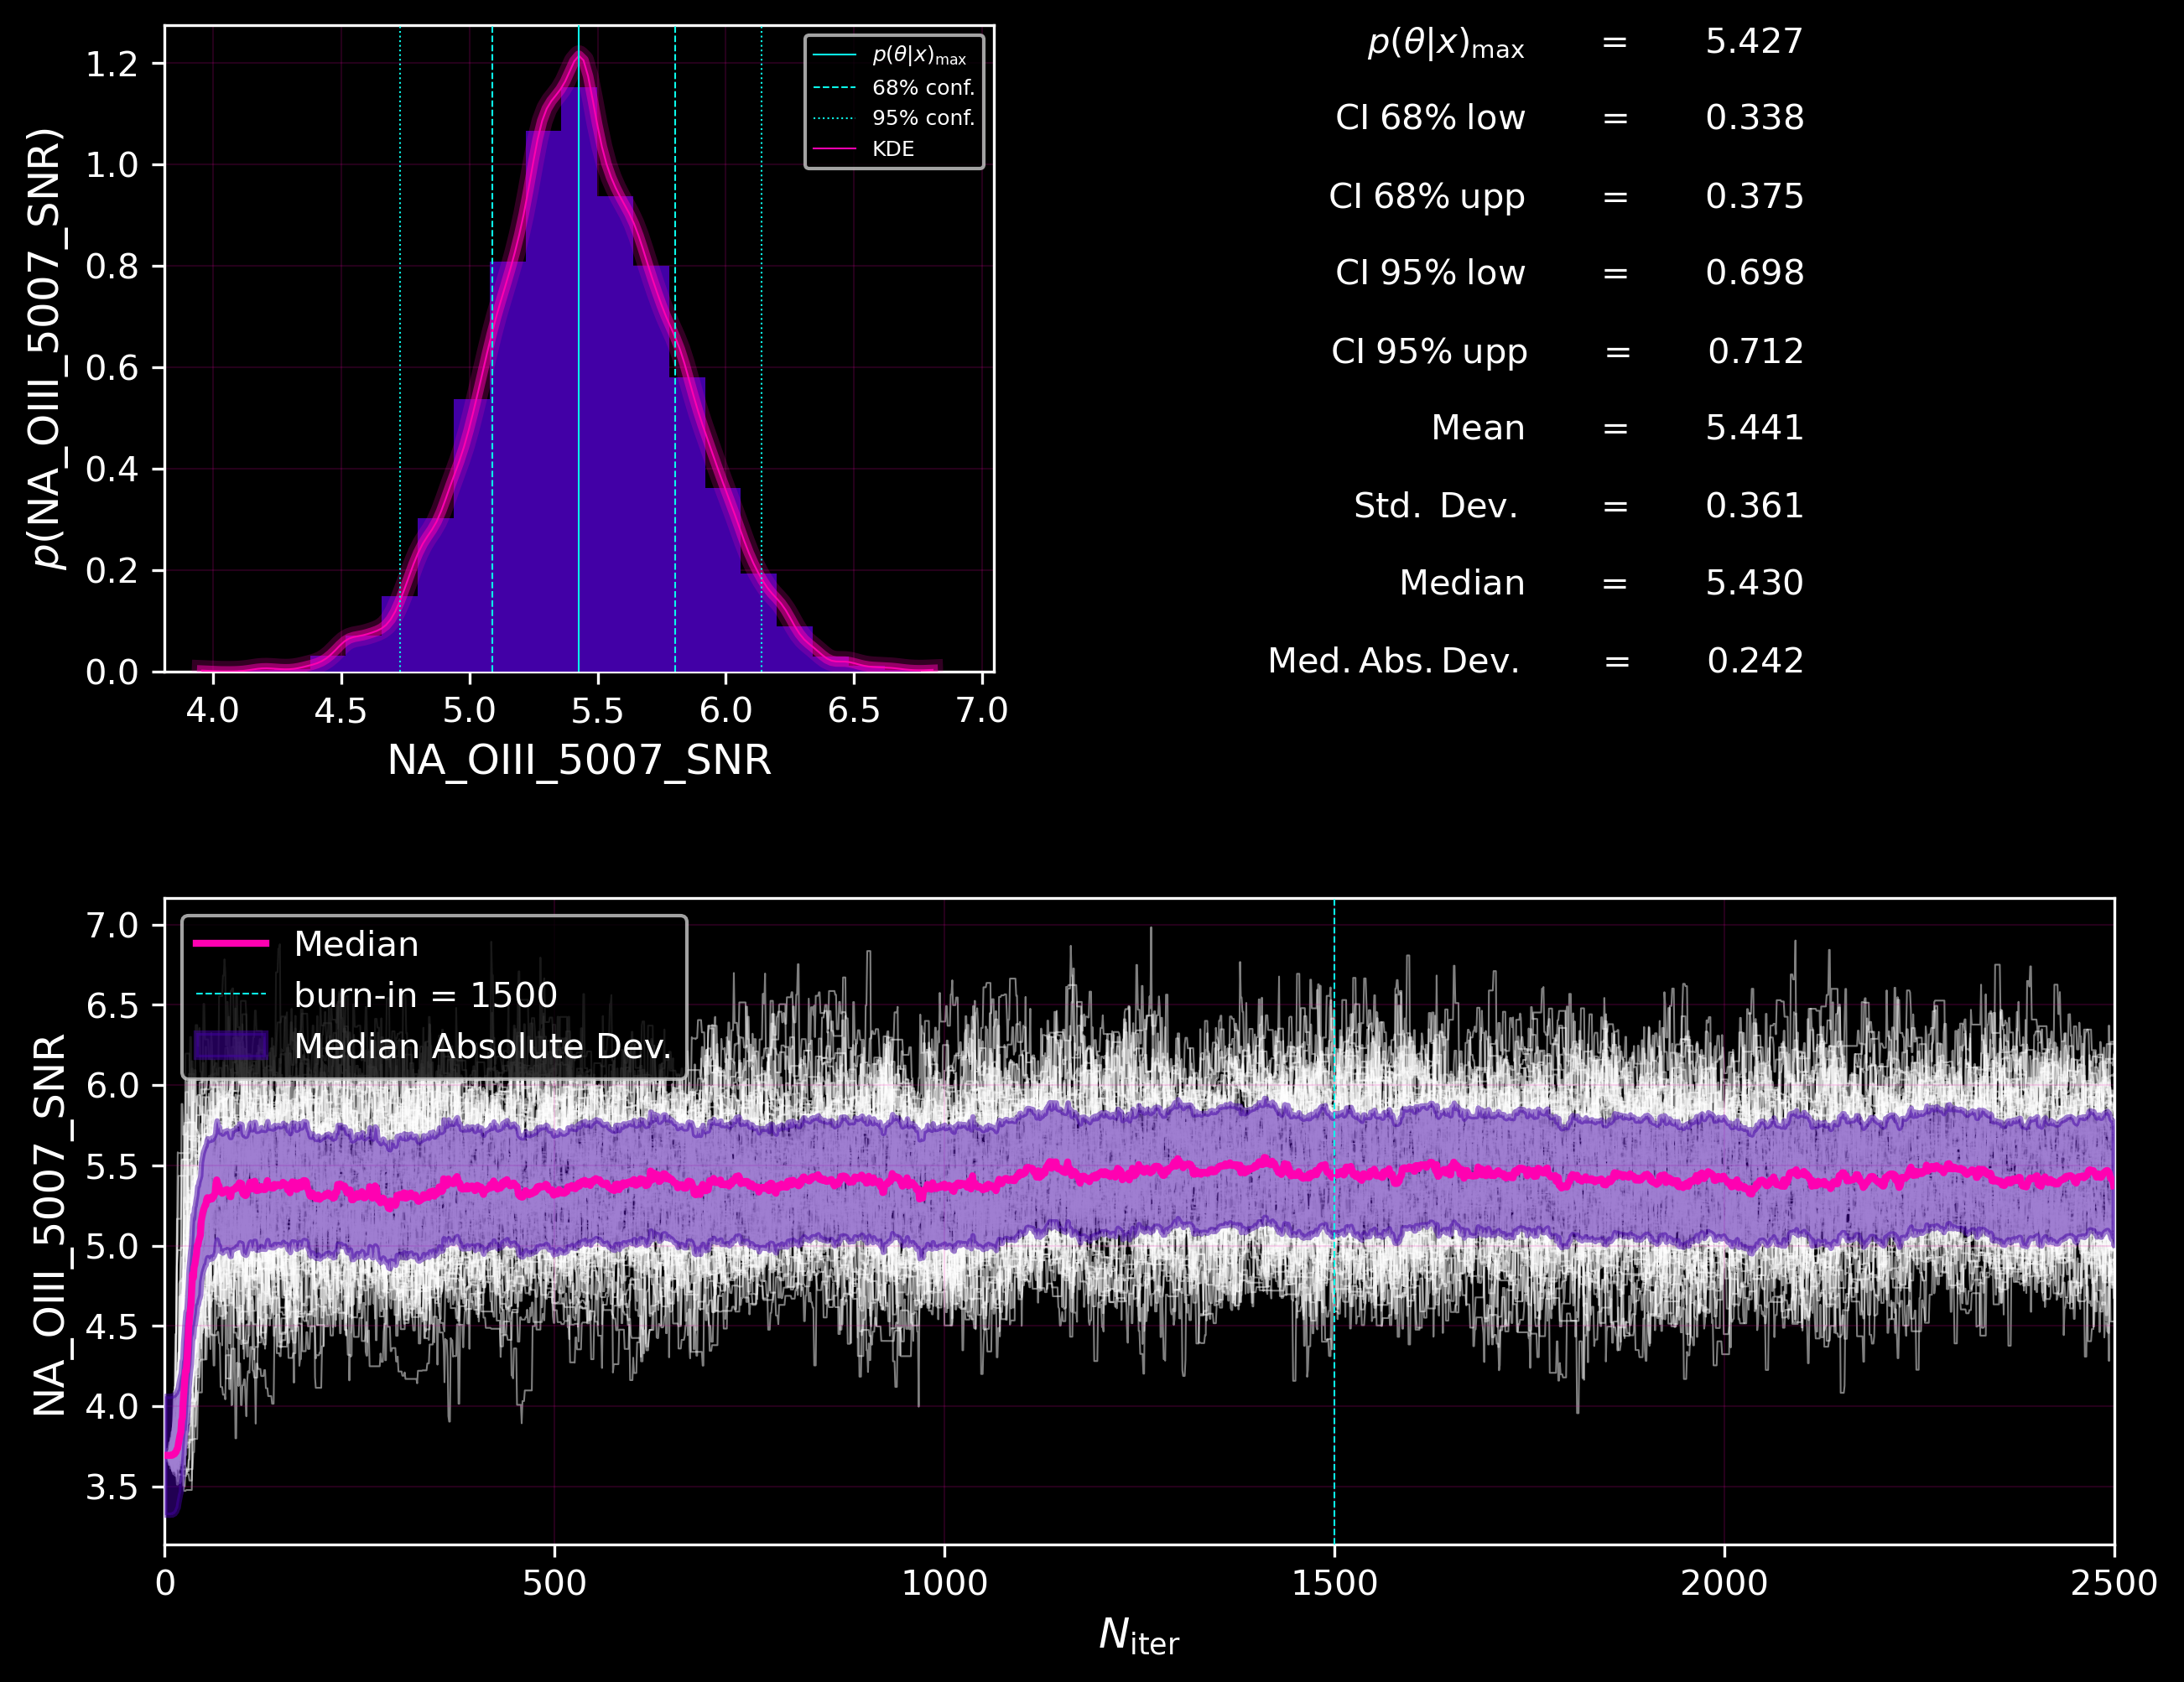 p(NA_OIII_5007_SNR)
1.2
1.0
0.8
0.6
0.4
0.2
0.0
4.0 4.5 5.0 5.5 6.0 6.5 7.0
NA_OIII_5007_SNR
p(θ|x)max
68% conf.
95% conf.
KDE
p(θ|x)max = 5.427
CI 68% low = 0.338
CI 68% upp = 0.375
CI 95% low = 0.698
CI 95% upp = 0.712
Mean = 5.441
Std. Dev. = 0.361
Median = 5.430
Med. Abs. Dev. = 0.242
NA_OIII_5007_SNR
7.0
6.5
6.0
5.5
5.0
4.5
4.0
3.5
Median
burn-in = 1500
Median Absolute Dev.
0 500 1000 1500 2000 2500
Niter